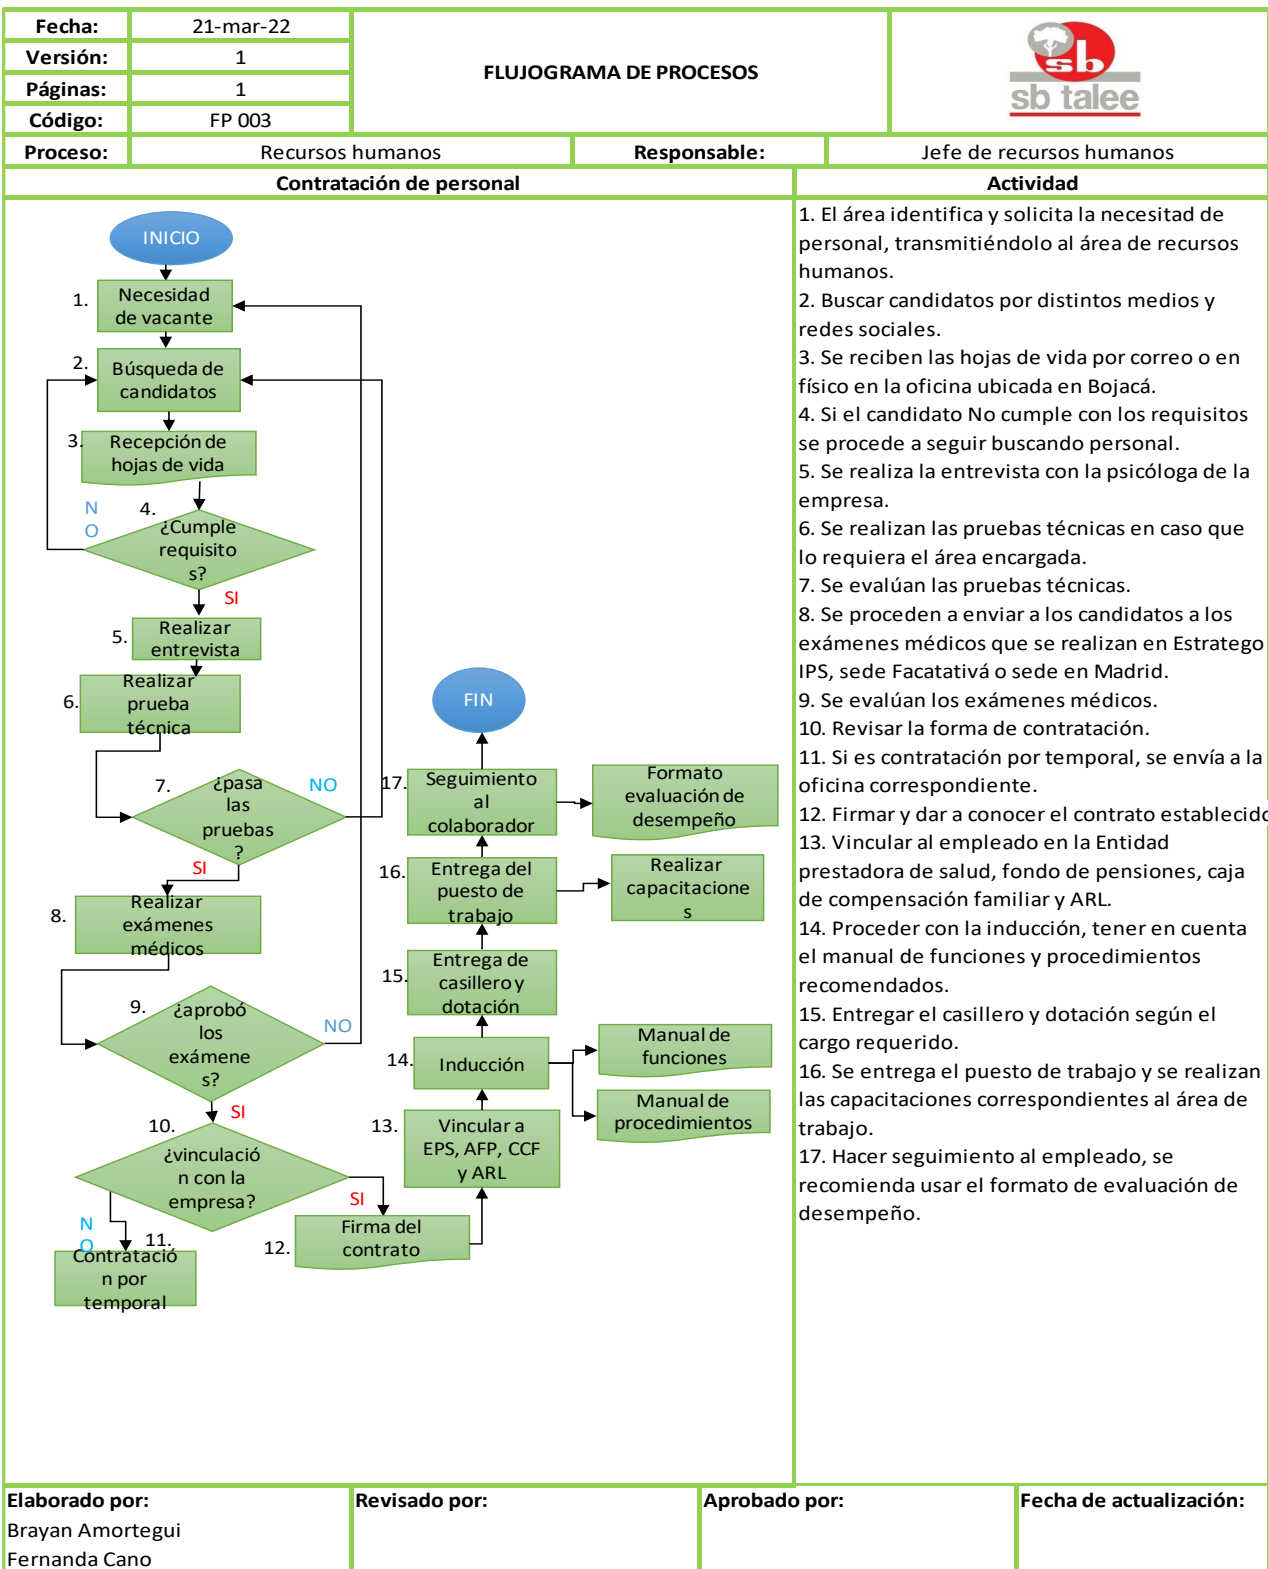 Fecha: 21-mar-22
Versión: 1
Páginas: 1
Código: FP 003
FLUJOGRAMA DE PROCESOS
sb
sb talee
Proceso: Recursos humanos Responsable: Jefe de recursos humanos
Contratación de personal
Actividad
INICIO
1.
Necesidad
de vacante
2.
Búsqueda de
candidatos
3.
Recepción de
hojas de vida
N
O
4.
¿Cumple
requisito
s?
SI
5.
Realizar
entrevista
6.
Realizar
prueba
técnica
7.
¿pasa
las
pruebas
?
NO
SI
8.
Realizar
exámenes
médicos
9.
¿aprobó
los
exámene
s?
NO
SI
10.
¿vinculació
n con la
empresa?
N
O
SI
11.
Contratació
n por
temporal
12.
Firma del
contrato
13.
Vincular a
EPS, AFP, CCF
y ARL
14.
Inducción
Manual de
funciones
Manual de
procedimientos
15.
Entrega de
casillero y
dotación
16.
Entrega del
puesto de
trabajo
Realizar
capacitacione
s
17.
Seguimiento
al
colaborador
Formato
evaluación de
desempeño
FIN
1. El área identifica y solicita la necesitad de
personal, transmitiéndolo al área de recursos
humanos.
2. Buscar candidatos por distintos medios y
redes sociales.
3. Se reciben las hojas de vida por correo o en
físico en la oficina ubicada en Bojacá.
4. Si el candidato No cumple con los requisitos
se procede a seguir buscando personal.
5. Se realiza la entrevista con la psicóloga de la
empresa.
6. Se realizan las pruebas técnicas en caso que
lo requiera el área encargada.
7. Se evalúan las pruebas técnicas.
8. Se proceden a enviar a los candidatos a los
exámenes médicos que se realizan en Estratego
IPS, sede Facatativá o sede en Madrid.
9. Se evalúan los exámenes médicos.
10. Revisar la forma de contratación.
11. Si es contratación por temporal, se envía a la
oficina correspondiente.
12. Firmar y dar a conocer el contrato establecido
13. Vincular al empleado en la Entidad
prestadora de salud, fondo de pensiones, caja
de compensación familiar y ARL.
14. Proceder con la inducción, tener en cuenta
el manual de funciones y procedimientos
recomendados.
15. Entregar el casillero y dotación según el
cargo requerido.
16. Se entrega el puesto de trabajo y se realizan
las capacitaciones correspondientes al área de
trabajo.
17. Hacer seguimiento al empleado, se
recomienda usar el formato de evaluación de
desempeño.
Elaborado por:
Brayan Amortegui
Fernanda Cano
Revisado por:
Aprobado por:
Fecha de actualización: